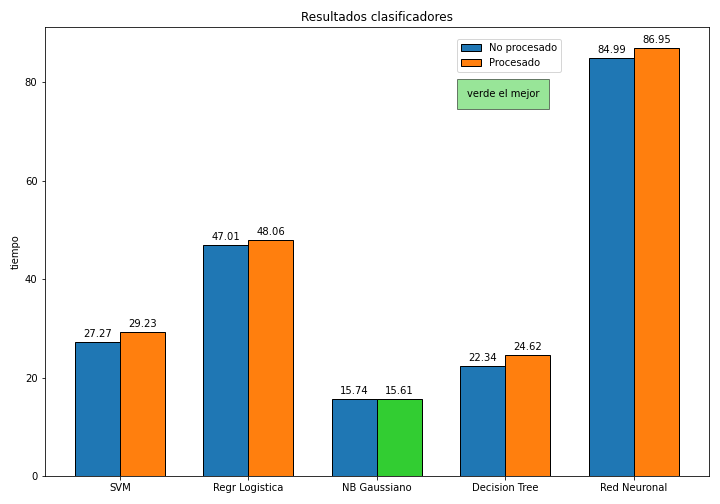 Resultados clasificadores
No procesado
Procesado
verde el mejor
tiempo
80
60
40
20
0
27.27
29.23
47.01
48.06
15.74
15.61
22.34
24.62
84.99
86.95
SVM
Regr Logistica
NB Gaussiano
Decision Tree
Red Neuronal